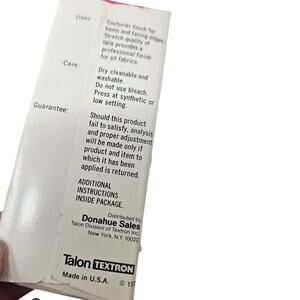 Uses:
Couturier touch for
hems and facing edges.
Stretch quality of
lace provides a
professional finish
for all fabrics.
Care:
Dry cleanable and
washable.
Do not use bleach.
Press at synthetic or
low setting.
Guarantee:
Should this product
fail to satisfy, analysis
and proper adjustment
will be made only if
product and item to
which it has been
applied is returned.
ADDITIONAL
INSTRUCTIONS
INSIDE PACKAGE.
Distributed by
Donahue Sales
Talon Division of Textron Inc.
New York, N.Y. 10022
Talon TEXTRON
Made in U.S.A. ©